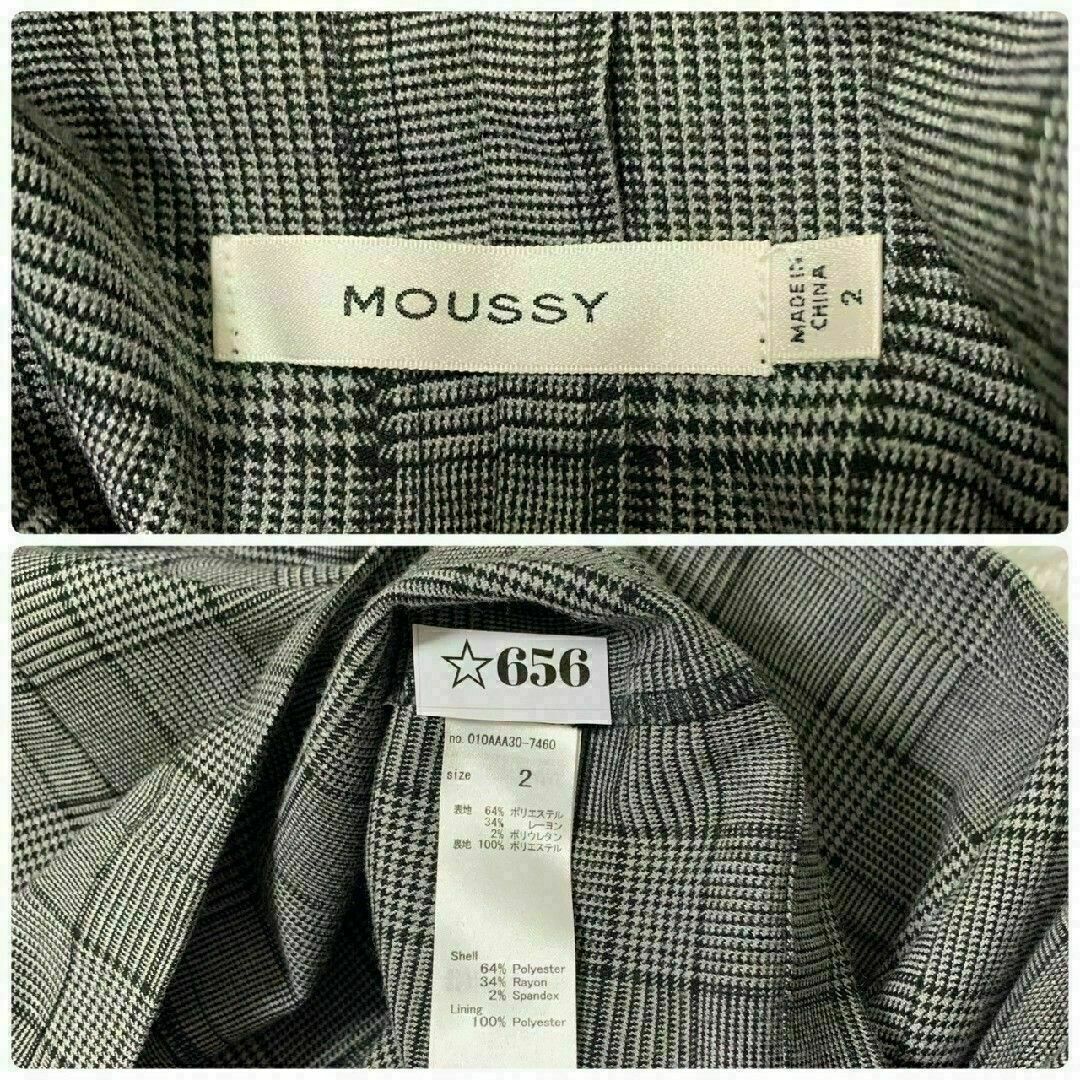 MOUSSY
MADE IN
CHINA
2
☆656
no. 010AAA30-7460
size 2
表地 64% ポリエステル
34% レーヨン
2% ポリウレタン
裏地 100% ポリエステル
Shell
64% Polyester
34% Rayon
2% Spandex
Lining
100% Polyester